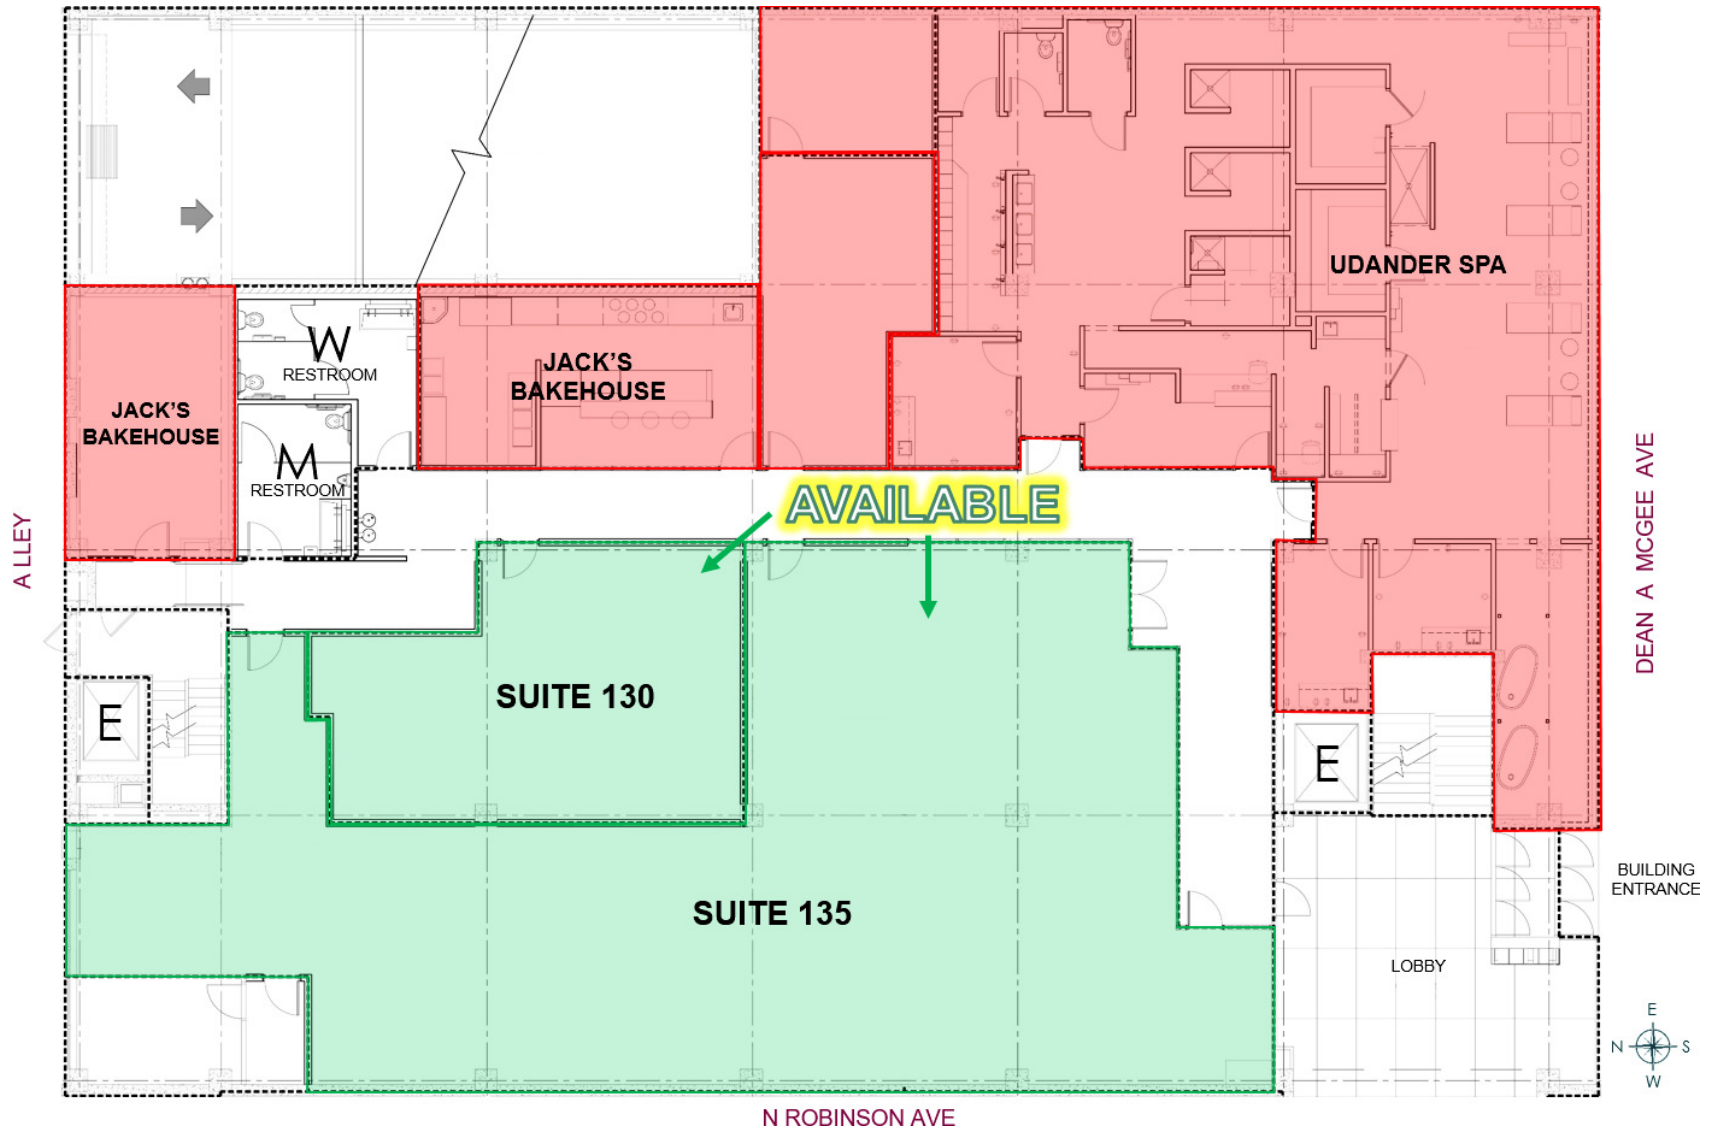 UDANDER SPA
W
RESTROOM
JACK'S
BAKEHOUSE
JACK'S
BAKEHOUSE
M
RESTROOM
AVAILABLE
A LLEY
DEAN A MCGEE AVE
SUITE 130
E
E
SUITE 135
BUILDING
ENTRANCE
LOBBY
E
N
S
W
N ROBINSON AVE